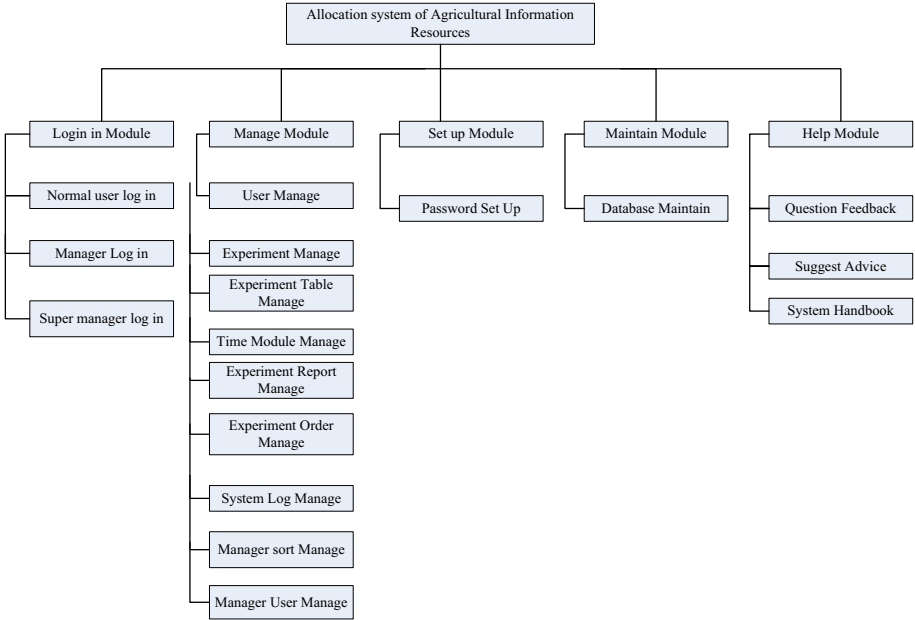 Allocation system of Agricultural Information
Resources
Login in Module
Normal user log in
Manager Log in
Super manager log in
Manage Module
User Manage
Experiment Manage
Experiment Table
Manage
Time Module Manage
Experiment Report
Manage
Experiment Order
Manage
System Log Manage
Manager sort Manage
Manager User Manage
Set up Module
Password Set Up
Maintain Module
Database Maintain
Help Module
Question Feedback
Suggest Advice
System Handbook